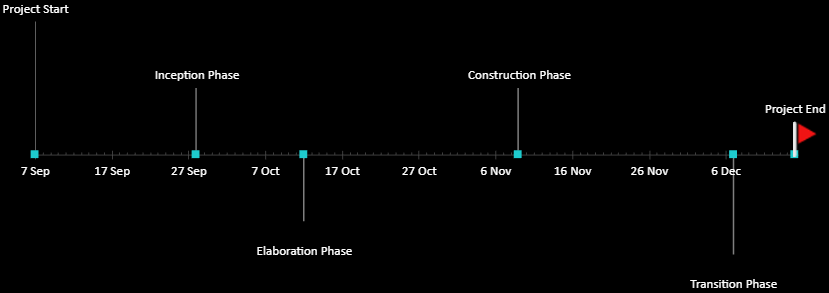 Project Start
Inception Phase
Construction Phase
Project End
7 Sep 17 Sep 27 Sep 7 Oct 17 Oct 27 Oct 6 Nov 16 Nov 26 Nov 6 Dec
Elaboration Phase
Transition Phase